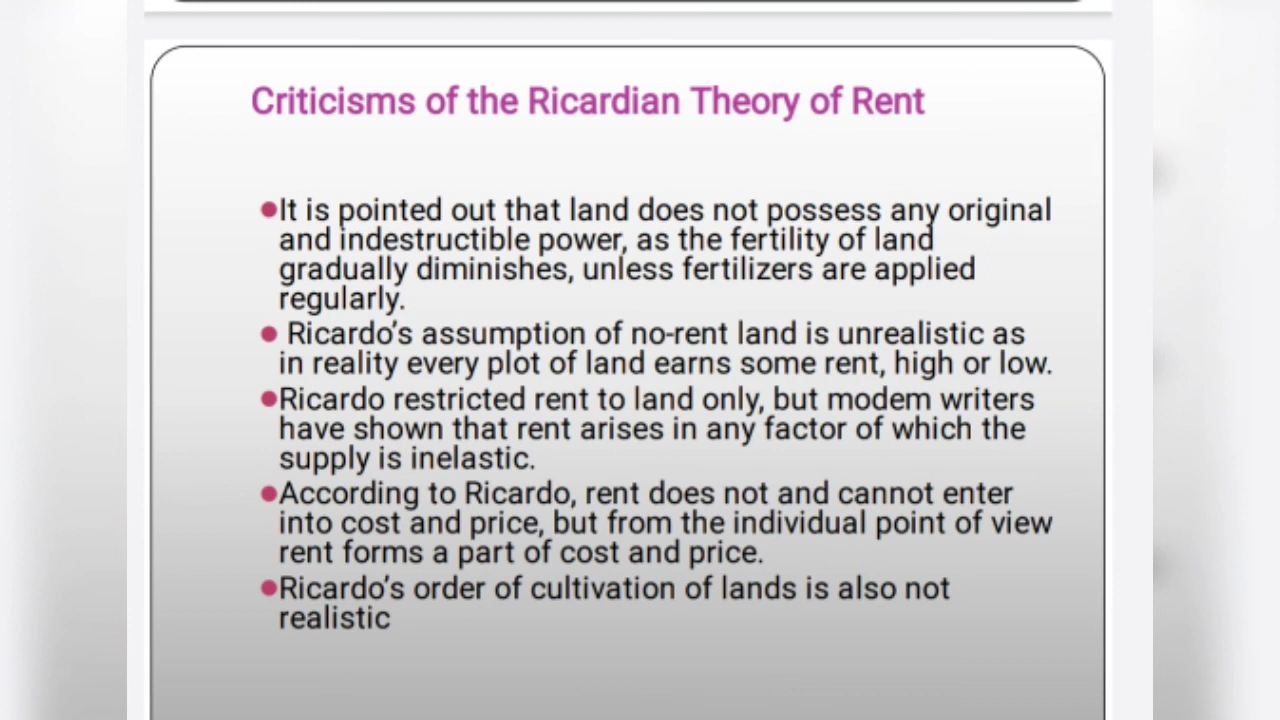 Criticisms of the Ricardian Theory of Rent
●It is pointed out that land does not possess any original
and indestructible power, as the fertility of land
gradually diminishes, unless fertilizers are applied
regularly.
● Ricardo’s assumption of no-rent land is unrealistic as
in reality every plot of land earns some rent, high or low.
●Ricardo restricted rent to land only, but modem writers
have shown that rent arises in any factor of which the
supply is inelastic.
●According to Ricardo, rent does not and cannot enter
into cost and price, but from the individual point of view
rent forms a part of cost and price.
●Ricardo’s order of cultivation of lands is also not
realistic